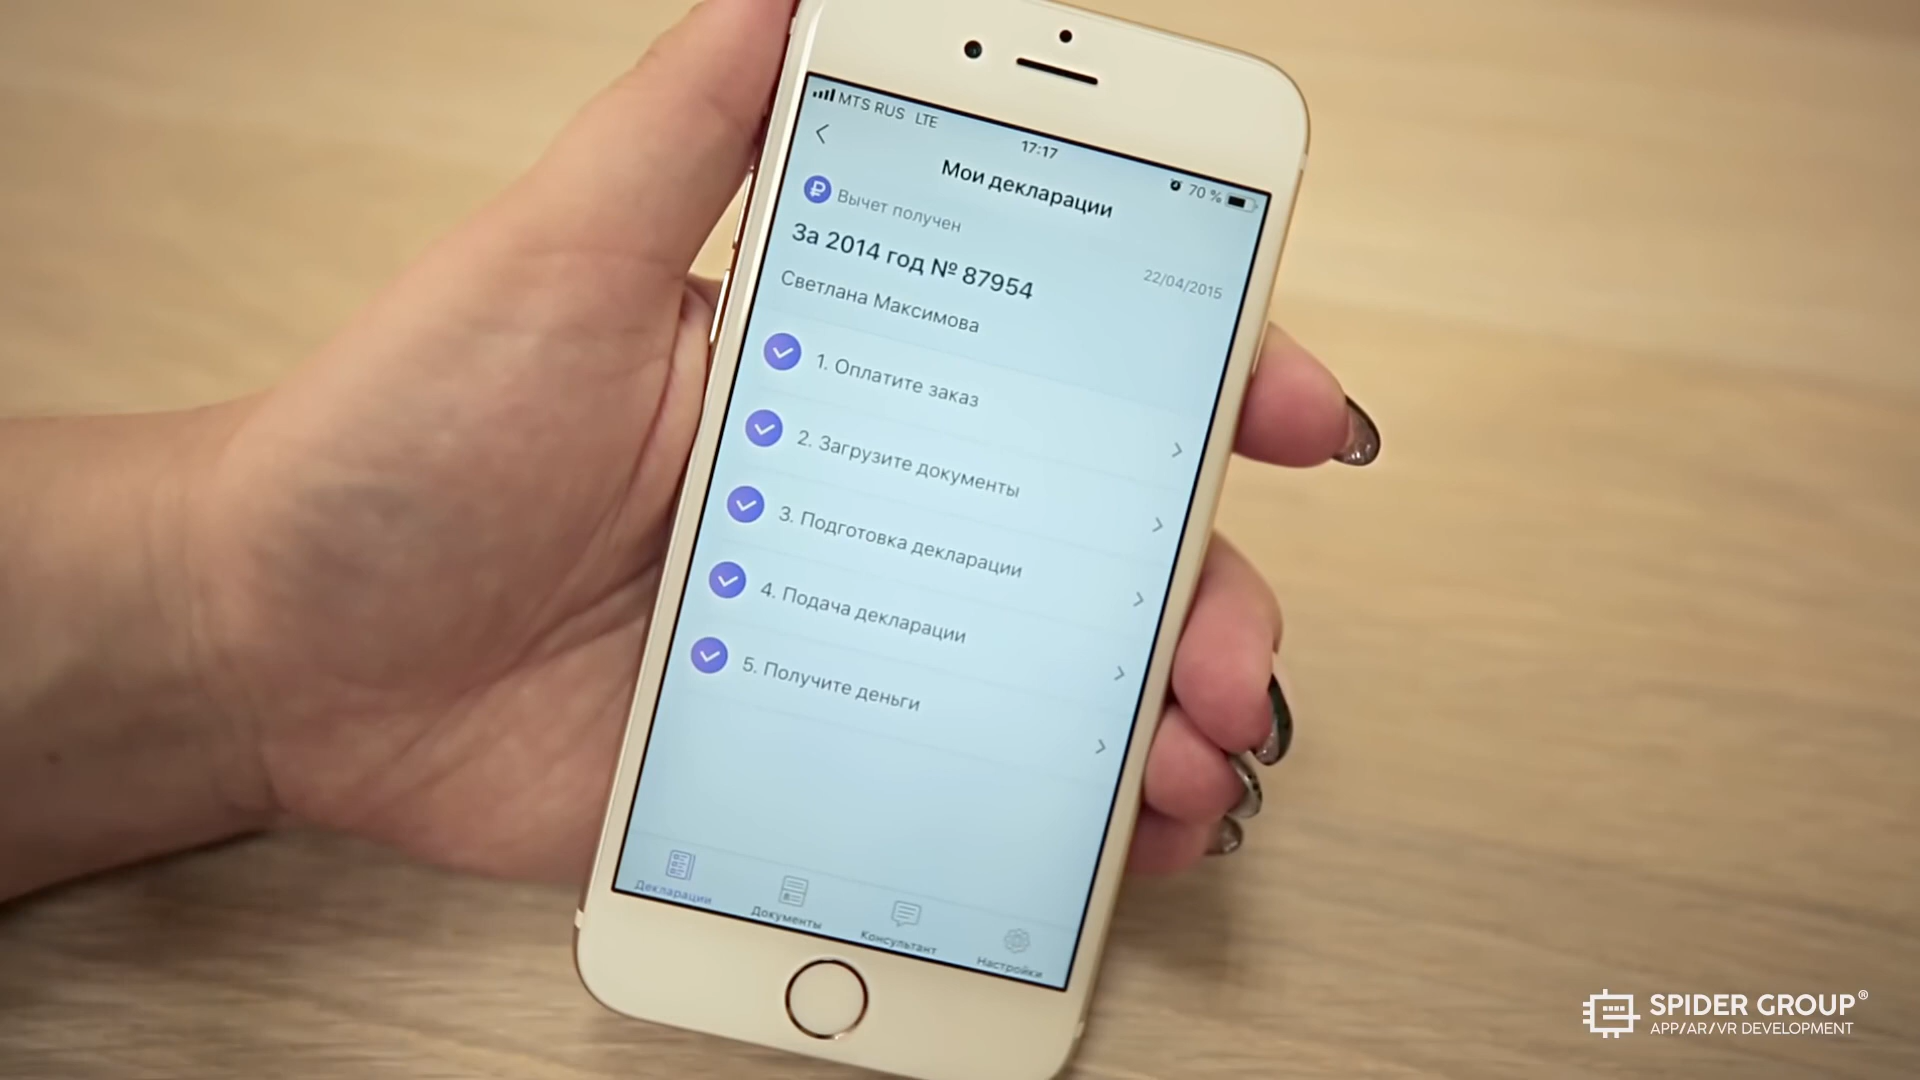 MTS RUS LTE
17:17
70 %
Мои декларации
₽ Вычет получен
За 2014 год № 87954
22/04/2015
Светлана Максимова
1. Оплатите заказ
2. Загрузите документы
3. Подготовка декларации
4. Подача декларации
5. Получите деньги
Декларации
Документы
Консультант
Настройки
SPIDER GROUP®
APP/AR/VR DEVELOPMENT